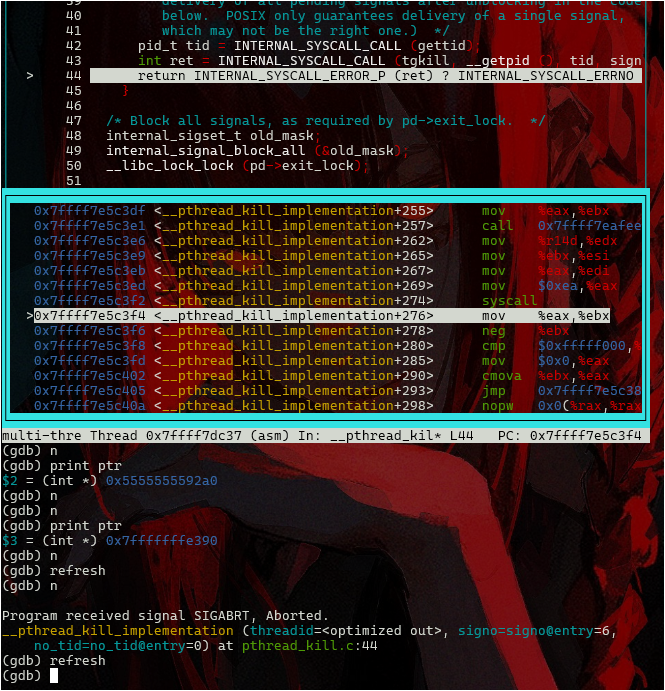 39 delivery of all pending signals after unblocking in the code
40 below.  POSIX only guarantees delivery of a single signal,
41 which may not be the right one.)  */
42 pid_t tid = INTERNAL_SYSCALL_CALL (gettid);
43 int ret = INTERNAL_SYSCALL_CALL (tgkill, __getpid (), tid, sign
> 44 return INTERNAL_SYSCALL_ERROR_P (ret) ? INTERNAL_SYSCALL_ERRNO
45 }
46
47 /* Block all signals, as required by pd->exit_lock.  */
48 internal_sigset_t old_mask;
49 internal_signal_block_all (&old_mask);
50 __libc_lock_lock (pd->exit_lock);
51
0x7ffff7e5c3df <__pthread_kill_implementation+255> mov %eax,%ebx
0x7ffff7e5c3e1 <__pthread_kill_implementation+257> call 0x7ffff7eafee
0x7ffff7e5c3e6 <__pthread_kill_implementation+262> mov %r14d,%edx
0x7ffff7e5c3e9 <__pthread_kill_implementation+265> mov %ebx,%esi
0x7ffff7e5c3eb <__pthread_kill_implementation+267> mov %eax,%edi
0x7ffff7e5c3ed <__pthread_kill_implementation+269> mov $0xea,%eax
0x7ffff7e5c3f2 <__pthread_kill_implementation+274> syscall
>0x7ffff7e5c3f4 <__pthread_kill_implementation+276> mov %eax,%ebx
0x7ffff7e5c3f6 <__pthread_kill_implementation+278> neg %ebx
0x7ffff7e5c3f8 <__pthread_kill_implementation+280> cmp $0xfffff000,%
0x7ffff7e5c3fd <__pthread_kill_implementation+285> mov $0x0,%eax
0x7ffff7e5c402 <__pthread_kill_implementation+290> cmova %ebx,%eax
0x7ffff7e5c405 <__pthread_kill_implementation+293> jmp 0x7ffff7e5c38
0x7ffff7e5c40a <__pthread_kill_implementation+298> nopw 0x0(%rax,%rax
multi-thre Thread 0x7ffff7dc37 (asm) In: __pthread_kil* L44 PC: 0x7ffff7e5c3f4
(gdb) n
(gdb) print ptr
$2 = (int *) 0x5555555592a0
(gdb) n
(gdb) n
(gdb) print ptr
$3 = (int *) 0x7fffffffe390
(gdb) n
(gdb) refresh
(gdb) n
Program received signal SIGABRT, Aborted.
__pthread_kill_implementation (threadid=<optimized out>, signo=signo@entry=6,
no_tid=no_tid@entry=0) at pthread_kill.c:44
(gdb) refresh
(gdb)